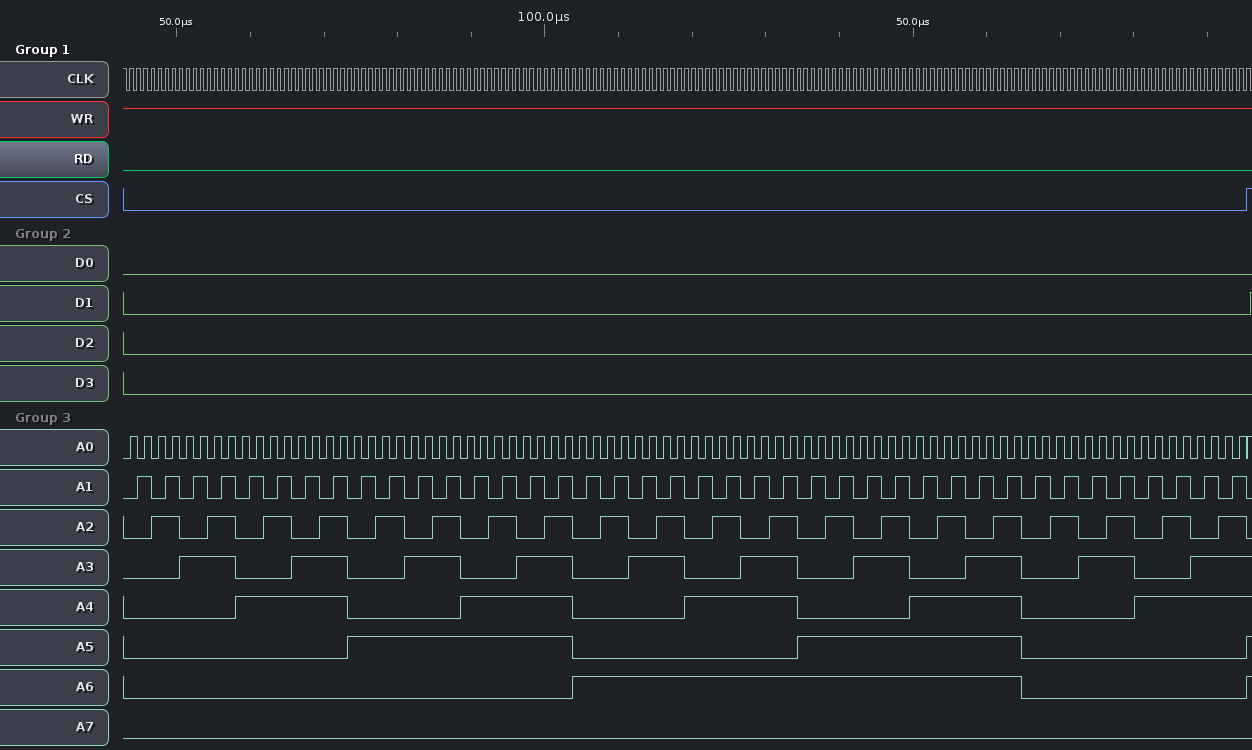 50.0µs 100.0µs 50.0µs
Group 1
CLK
WR
RD
CS
Group 2
D0
D1
D2
D3
Group 3
A0
A1
A2
A3
A4
A5
A6
A7